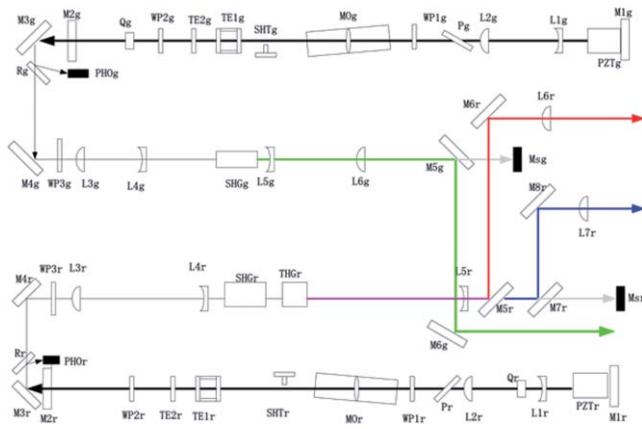 M3g M2g Qg WP2g TE2g TE1g SHTg MOg WP1g Pg L2g L1g M1g
PZTg
Rg PHOg
M6r L6r
M4g WP3g L3g L4g SHGg L5g L6g M5g Msg
M8r
L7r
M4r WP3r L3r L4r SHGr THGr L5r
M5r M7r Msr
M6g
Rr PHOr
SHTr Pr Qr
M3r M2r WP2r TE2r TE1r MOr WP1r L2r L1r PZTr M1r